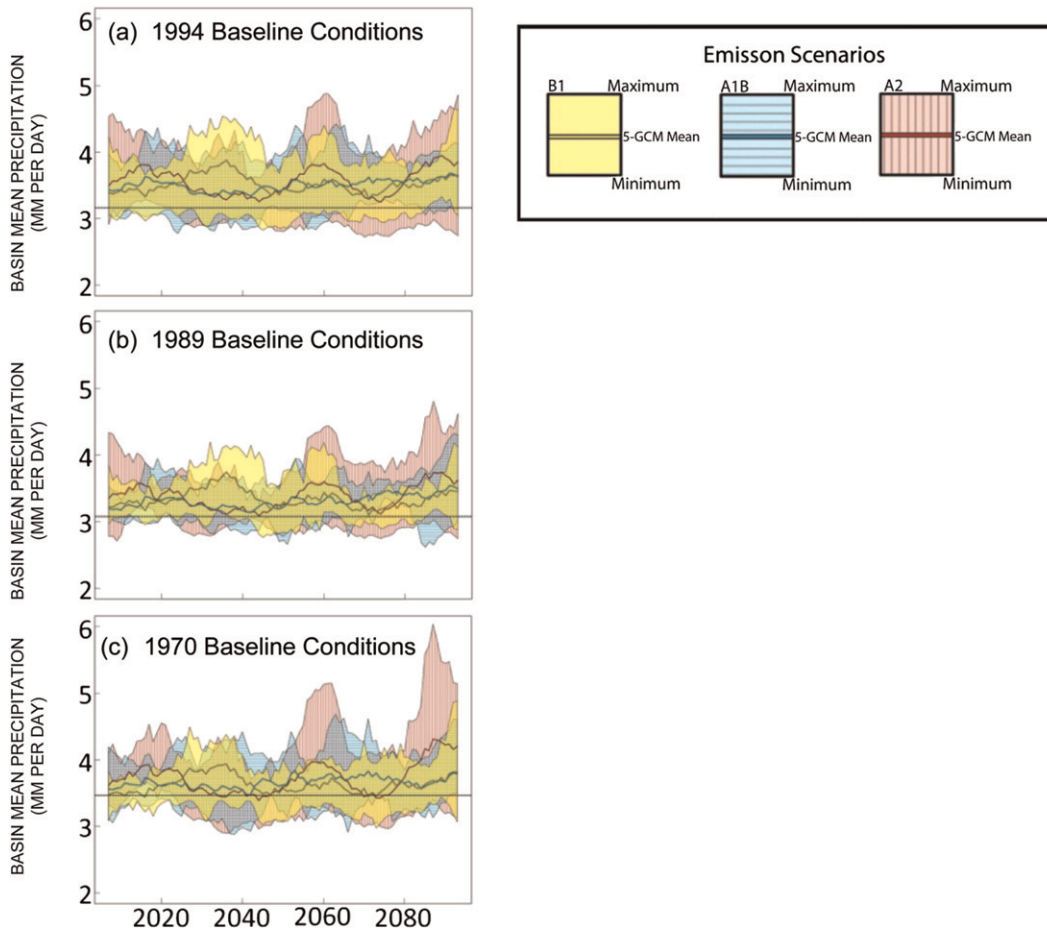 (a) 1994 Baseline Conditions
BASIN MEAN PRECIPITATION
(MM PER DAY)
6
5
4
3
2
(b) 1989 Baseline Conditions
BASIN MEAN PRECIPITATION
(MM PER DAY)
6
5
4
3
2
(c) 1970 Baseline Conditions
BASIN MEAN PRECIPITATION
(MM PER DAY)
6
5
4
3
2
2020 2040 2060 2080
Emisson Scenarios
B1 Maximum A1B Maximum A2 Maximum
5-GCM Mean 5-GCM Mean 5-GCM Mean
Minimum Minimum Minimum